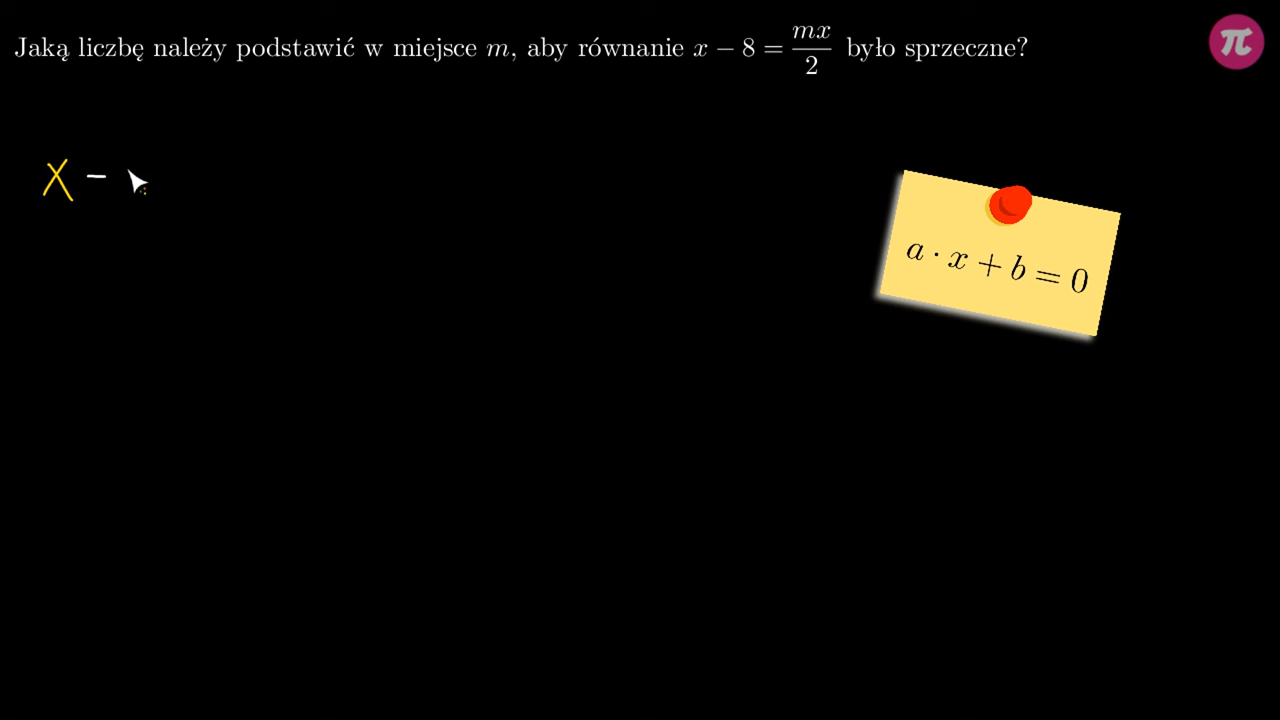 Jaką liczbę należy podstawić w miejsce m, aby równanie x − 8 = mx/2 było sprzeczne?
π
X −
a · x + b = 0